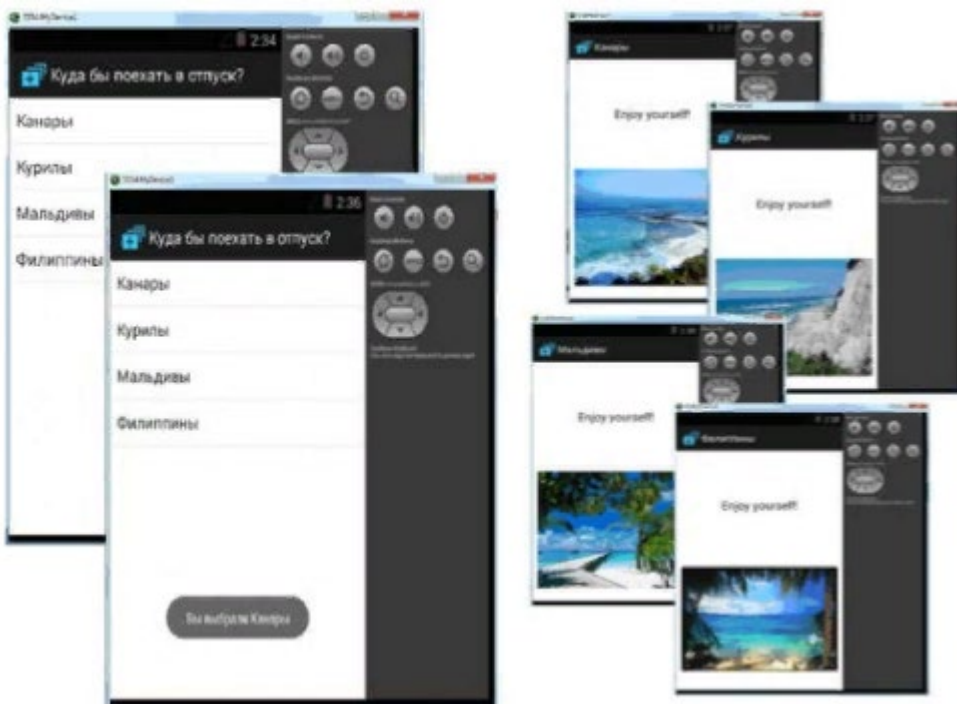 2:34
Куда бы поехать в отпуск?
Канары
Курилы
Мальдивы
Филиппины
2:36
Куда бы поехать в отпуск?
Канары
Курилы
Мальдивы
Филиппины
Вы выбрали Канары
Канары
Enjoy yourself!
Курилы
Enjoy yourself!
Мальдивы
Enjoy yourself!
Филиппины
Enjoy yourself!